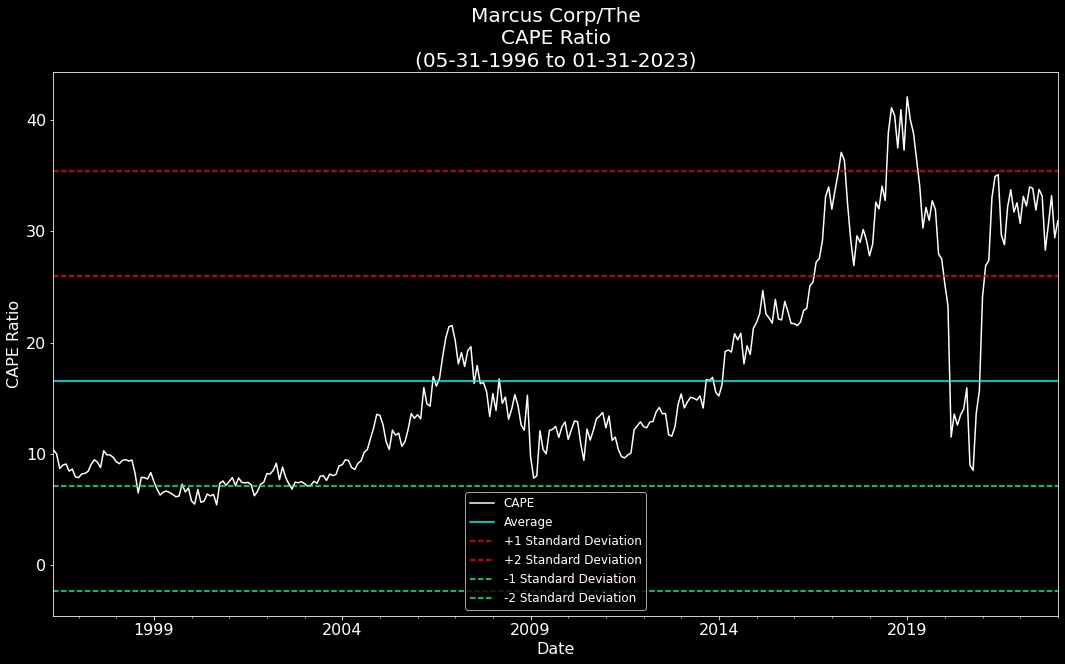 Marcus Corp/The
CAPE Ratio
(05-31-1996 to 01-31-2023)
CAPE Ratio
40
30
20
10
0
CAPE
Average
+1 Standard Deviation
+2 Standard Deviation
-1 Standard Deviation
-2 Standard Deviation
1999
2004
2009
2014
2019
Date